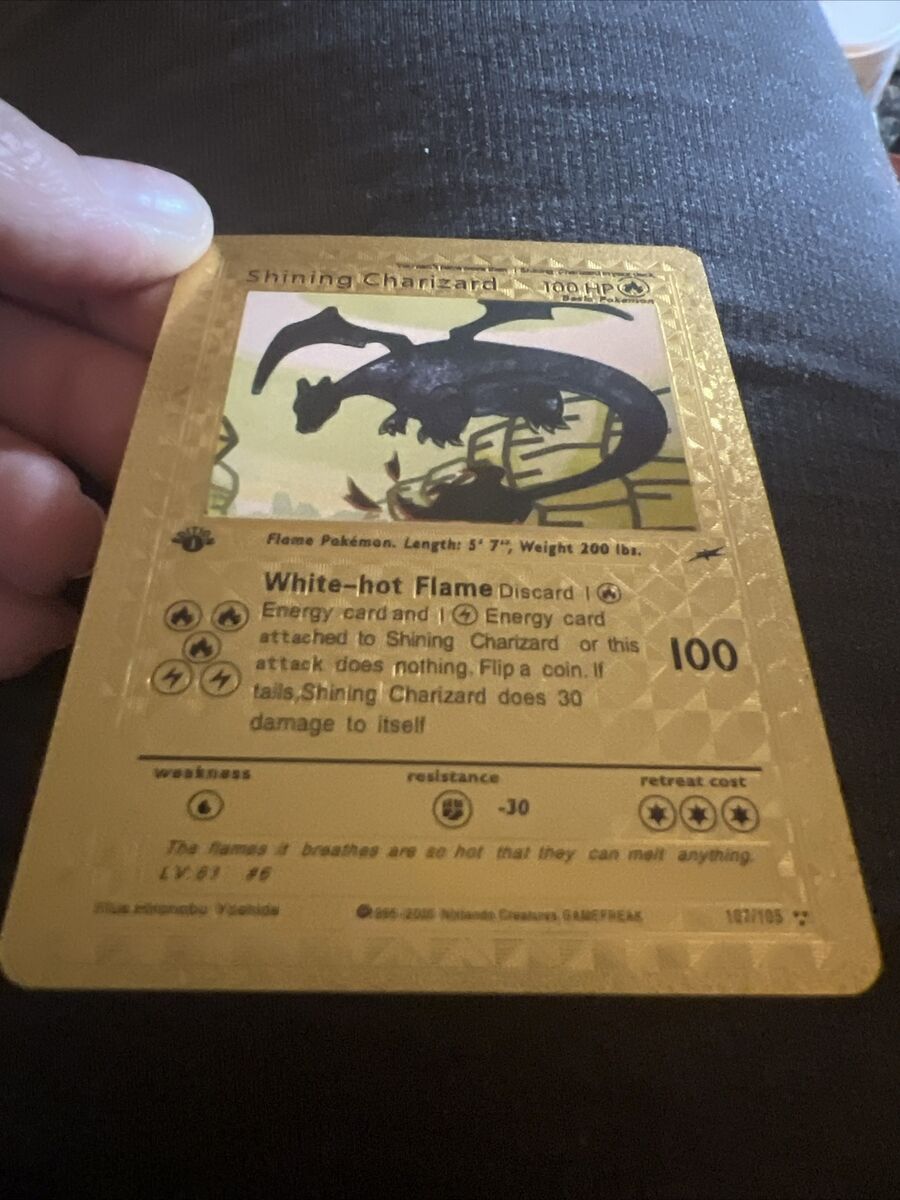 Shining Charizard 100 HP
Basic Pokémon
Flame Pokémon. Length: 5' 7", Weight 200 lbs.
White-hot Flame Discard 1
Energy card and 1 Energy card
attached to Shining Charizard or this
attack does nothing. Flip a coin. If
tails,Shining Charizard does 30
damage to itself
100
weakness resistance retreat cost
-30
The flames it breathes are so hot that they can melt anything.
LV. 61 #6
Nintendo Creatures, GAMEFREAK 107/105